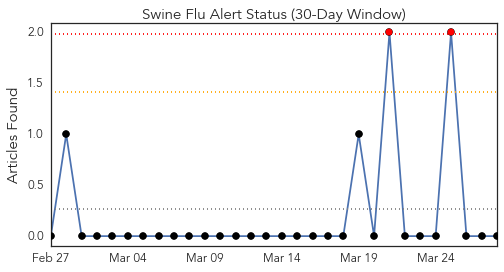 Swine Flu Alert Status (30-Day Window)
Articles Found
2.0
1.5
1.0
0.5
0.0
Feb 27 Mar 04 Mar 09 Mar 14 Mar 19 Mar 24